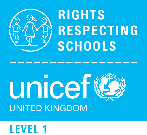 RIGHTS
RESPECTING
SCHOOLS
unicef
UNITED KINGDOM
LEVEL 1